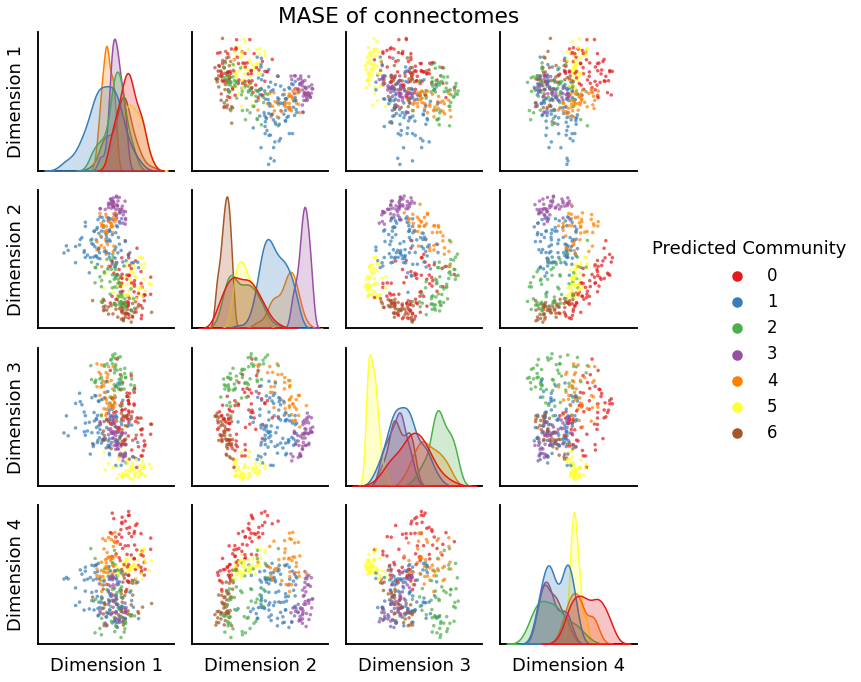 MASE of connectomes
Dimension 1
Dimension 2
Dimension 3
Dimension 4
Predicted Community
0
1
2
3
4
5
6
Dimension 1
Dimension 2
Dimension 3
Dimension 4